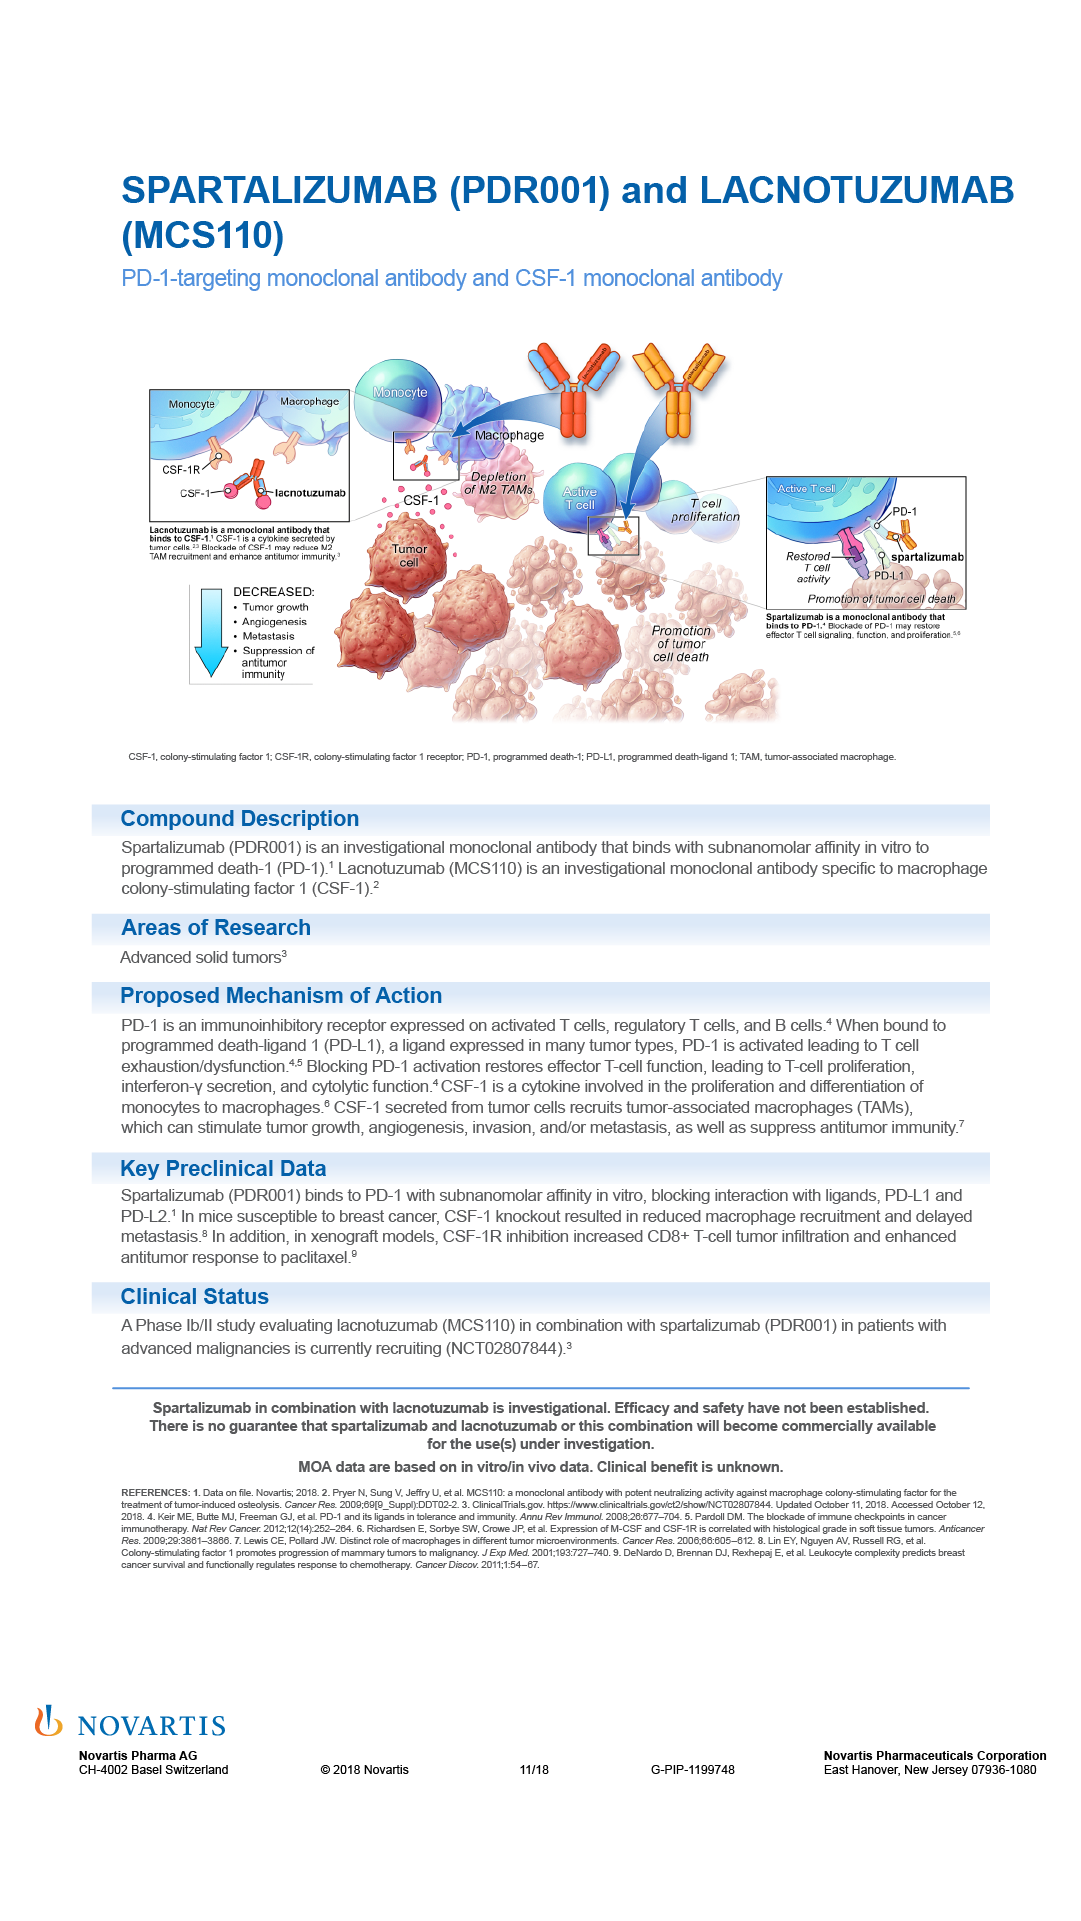 SPARTALIZUMAB (PDR001) and LACNOTUZUMAB
(MCS110)
PD-1-targeting monoclonal antibody and CSF-1 monoclonal antibody
lacnotuzumab
spartalizumab
Monocyte
Macrophage
CSF-1R
CSF-1
lacnotuzumab
Lacnotuzumab is a monoclonal antibody that
binds to CSF-1.¹ CSF-1 is a cytokine secreted by
tumor cells.²,³ Blockade of CSF-1 may reduce M2
TAM recruitment and enhance antitumor immunity.³
Monocyte
Macrophage
Depletion
of M2 TAMs
CSF-1
Tumor
cell
Active
T cell
T cell
proliferation
Promotion
of tumor
cell death
DECREASED:
• Tumor growth
• Angiogenesis
• Metastasis
• Suppression of
antitumor
immunity
Active T cell
PD-1
spartalizumab
Restored
T cell
activity
PD-L1
Promotion of tumor cell death
Spartalizumab is a monoclonal antibody that
binds to PD-1.⁴ Blockade of PD-1 may restore
effector T cell signaling, function, and proliferation.⁵,⁶
CSF-1, colony-stimulating factor 1; CSF-1R, colony-stimulating factor 1 receptor; PD-1, programmed death-1; PD-L1, programmed death-ligand 1; TAM, tumor-associated macrophage.
Compound Description
Spartalizumab (PDR001) is an investigational monoclonal antibody that binds with subnanomolar affinity in vitro to
programmed death-1 (PD-1).¹ Lacnotuzumab (MCS110) is an investigational monoclonal antibody specific to macrophage
colony-stimulating factor 1 (CSF-1).²
Areas of Research
Advanced solid tumors³
Proposed Mechanism of Action
PD-1 is an immunoinhibitory receptor expressed on activated T cells, regulatory T cells, and B cells.⁴ When bound to
programmed death-ligand 1 (PD-L1), a ligand expressed in many tumor types, PD-1 is activated leading to T cell
exhaustion/dysfunction.⁴,⁵ Blocking PD-1 activation restores effector T-cell function, leading to T-cell proliferation,
interferon-γ secretion, and cytolytic function.⁴ CSF-1 is a cytokine involved in the proliferation and differentiation of
monocytes to macrophages.⁶ CSF-1 secreted from tumor cells recruits tumor-associated macrophages (TAMs),
which can stimulate tumor growth, angiogenesis, invasion, and/or metastasis, as well as suppress antitumor immunity.⁷
Key Preclinical Data
Spartalizumab (PDR001) binds to PD-1 with subnanomolar affinity in vitro, blocking interaction with ligands, PD-L1 and
PD-L2.¹ In mice susceptible to breast cancer, CSF-1 knockout resulted in reduced macrophage recruitment and delayed
metastasis.⁸ In addition, in xenograft models, CSF-1R inhibition increased CD8+ T-cell tumor infiltration and enhanced
antitumor response to paclitaxel.⁹
Clinical Status
A Phase Ib/II study evaluating lacnotuzumab (MCS110) in combination with spartalizumab (PDR001) in patients with
advanced malignancies is currently recruiting (NCT02807844).³
Spartalizumab in combination with lacnotuzumab is investigational. Efficacy and safety have not been established.
There is no guarantee that spartalizumab and lacnotuzumab or this combination will become commercially available
for the use(s) under investigation.
MOA data are based on in vitro/in vivo data. Clinical benefit is unknown.
REFERENCES: 1. Data on file. Novartis; 2018. 2. Pryer N, Sung V, Jeffry U, et al. MCS110: a monoclonal antibody with potent neutralizing activity against macrophage colony-stimulating factor for the
treatment of tumor-induced osteolysis. Cancer Res. 2009;69[9_Suppl):DDT02-2. 3. ClinicalTrials.gov. https://www.clinicaltrials.gov/ct2/show/NCT02807844. Updated October 11, 2018. Accessed October 12,
2018. 4. Keir ME, Butte MJ, Freeman GJ, et al. PD-1 and its ligands in tolerance and immunity. Annu Rev Immunol. 2008;26:677–704. 5. Pardoll DM. The blockade of immune checkpoints in cancer
immunotherapy. Nat Rev Cancer. 2012;12(14):252–264. 6. Richardsen E, Sorbye SW, Crowe JP, et al. Expression of M-CSF and CSF-1R is correlated with histological grade in soft tissue tumors. Anticancer
Res. 2009;29:3861–3866. 7. Lewis CE, Pollard JW. Distinct role of macrophages in different tumor microenvironments. Cancer Res. 2006;66:605–612. 8. Lin EY, Nguyen AV, Russell RG, et al.
Colony-stimulating factor 1 promotes progression of mammary tumors to malignancy. J Exp Med. 2001;193:727–740. 9. DeNardo D, Brennan DJ, Rexhepaj E, et al. Leukocyte complexity predicts breast
cancer survival and functionally regulates response to chemotherapy. Cancer Discov. 2011;1:54–67.
NOVARTIS
Novartis Pharma AG
CH-4002 Basel Switzerland
© 2018 Novartis
11/18
G-PIP-1199748
Novartis Pharmaceuticals Corporation
East Hanover, New Jersey 07936-1080